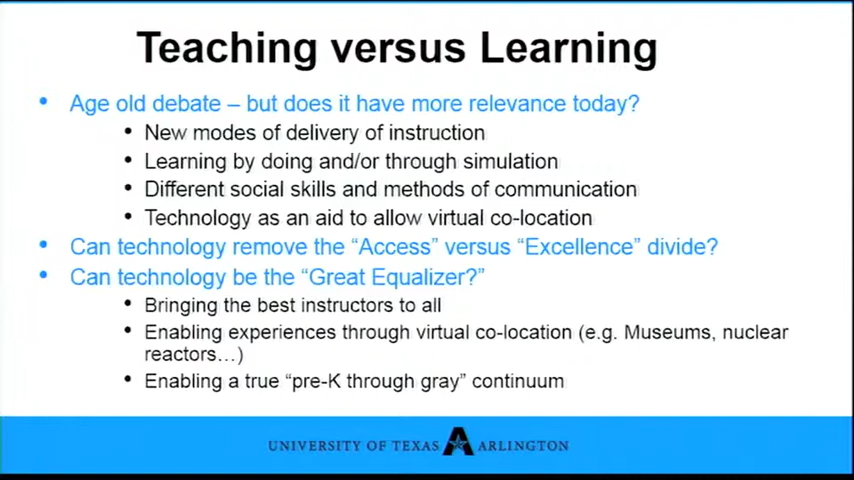 Teaching versus Learning
• Age old debate – but does it have more relevance today?
• New modes of delivery of instruction
• Learning by doing and/or through simulation
• Different social skills and methods of communication
• Technology as an aid to allow virtual co-location
• Can technology remove the “Access” versus “Excellence” divide?
• Can technology be the “Great Equalizer?”
• Bringing the best instructors to all
• Enabling experiences through virtual co-location (e.g. Museums, nuclear
reactors…)
• Enabling a true “pre-K through gray” continuum
UNIVERSITY OF TEXAS A ARLINGTON